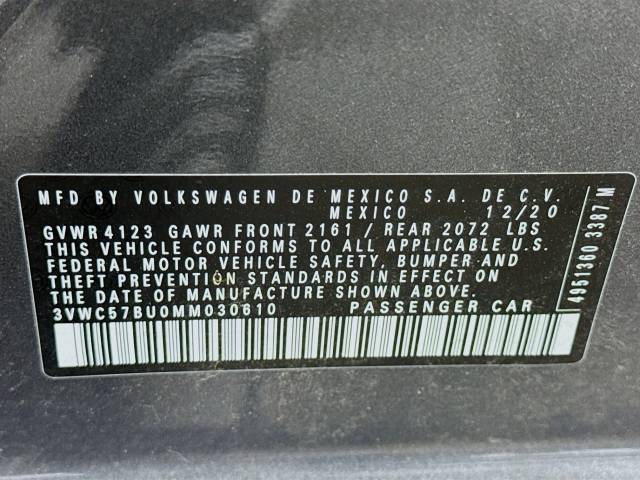 MFD BY VOLKSWAGEN DE MEXICO S.A. DE C.V.
MEXICO 12/20
GVWR 4123 GAWR FRONT 2161 / REAR 2072 LBS
THIS VEHICLE CONFORMS TO ALL APPLICABLE U.S.
FEDERAL MOTOR VEHICLE SAFETY, BUMPER AND
THEFT PREVENTION STANDARDS IN EFFECT ON
THE DATE OF MANUFACTURE SHOWN ABOVE.
3VWC57BU0MM030610 PASSENGER CAR
4951360 3387 M